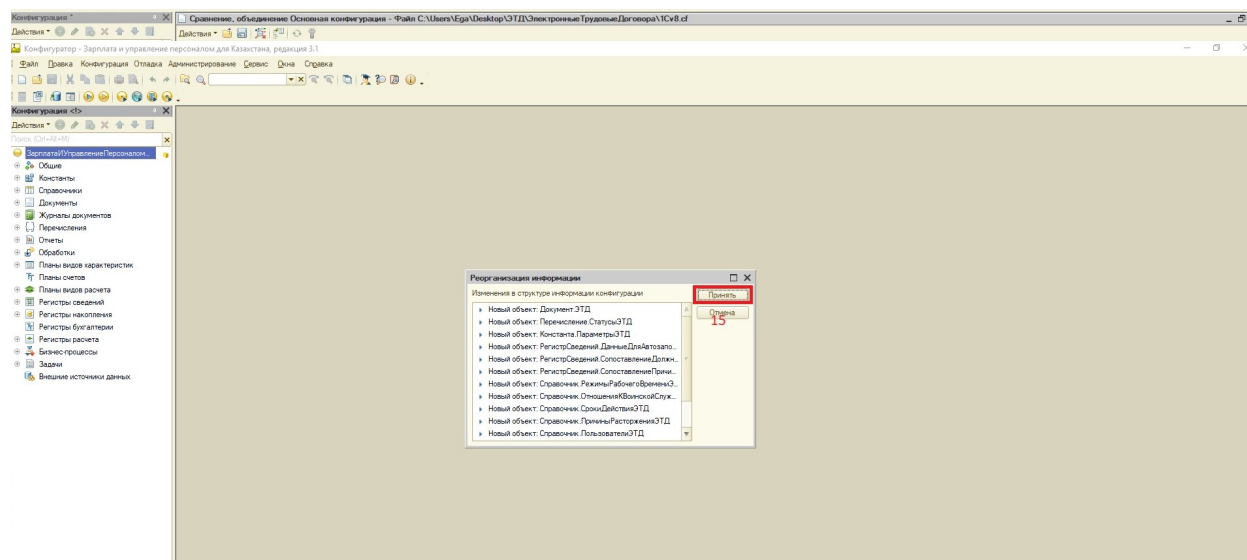 Конфигурация *
Сравнение, объединение Основная конфигурация - Файл C:\Users\Ega\Desktop\ЭТД\ЭлектронныеТрудовыеДоговора\1Cv8.cf
Действия
Действия
Конфигуратор - Зарплата и управление персоналом для Казахстана, редакция 3.1
Файл Правка Конфигурация Отладка Администрирование Сервис Окна Справка
Конфигурация <!>
Действия
Поиск (Ctrl+Alt+M)
ЗарплатаИУправлениеПерсоналом...
Общие
Константы
Справочники
Документы
Журналы документов
Перечисления
Отчеты
Обработки
Планы видов характеристик
Планы счетов
Планы видов расчета
Регистры сведений
Регистры накопления
Регистры бухгалтерии
Регистры расчета
Бизнес-процессы
Задачи
Внешние источники данных
Реорганизация информации
Изменения в структуре информации конфигурации
Принять
Отмена
15
Новый объект: Документ.ЭТД
Новый объект: Перечисление.СтатусыЭТД
Новый объект: Константа.ПараметрыЭТД
Новый объект: РегистрСведений.ДанныеДляАвтозапо...
Новый объект: РегистрСведений.СопоставлениеДолжн...
Новый объект: РегистрСведений.СопоставлениеПричи...
Новый объект: Справочник.РежимыРабочегоВремениЭ...
Новый объект: Справочник.ОтношенияКВоинскойСлуж...
Новый объект: Справочник.СрокиДействияЭТД
Новый объект: Справочник.ПричиныРасторженияЭТД
Новый объект: Справочник.ПользователиЭТД